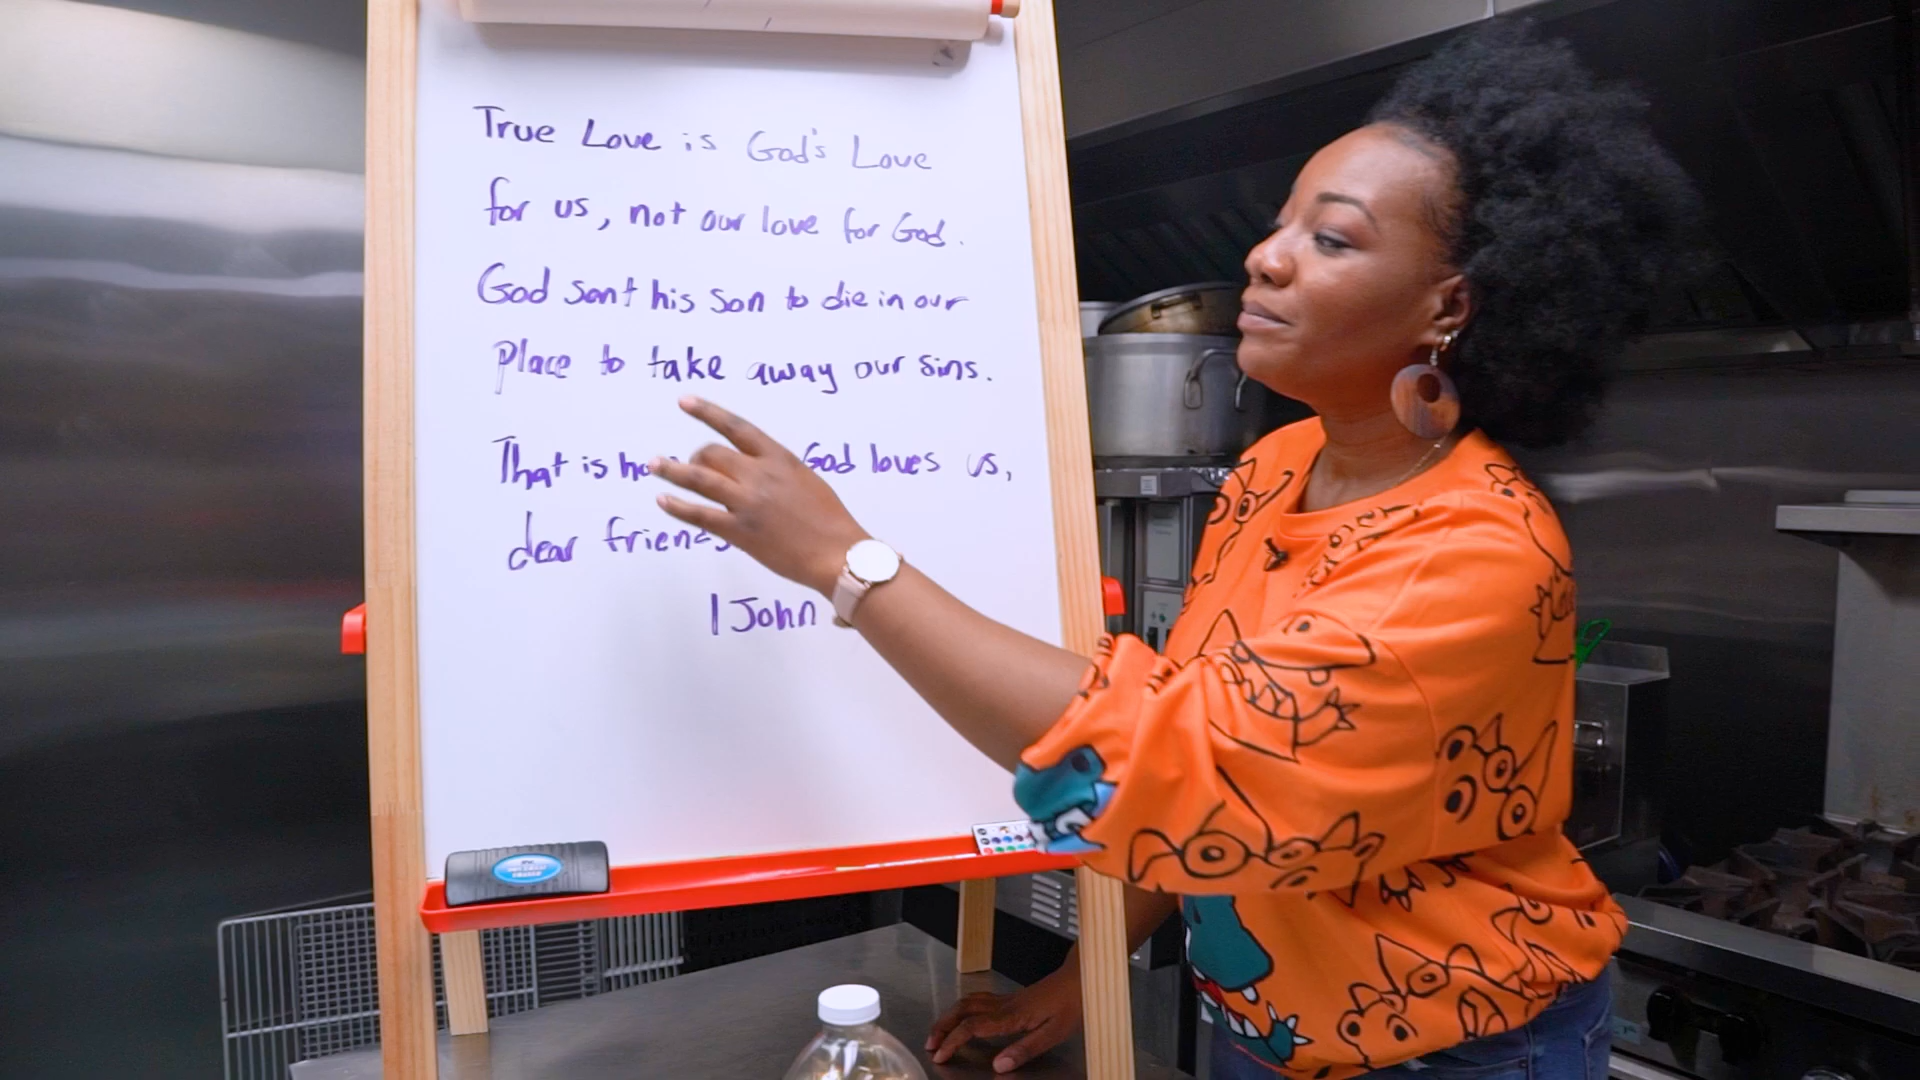 True Love is God's Love
for us, not our love for God.
God sent his Son to die in our
Place to take away our sins.
That is God loves us,
dear friends
1 John